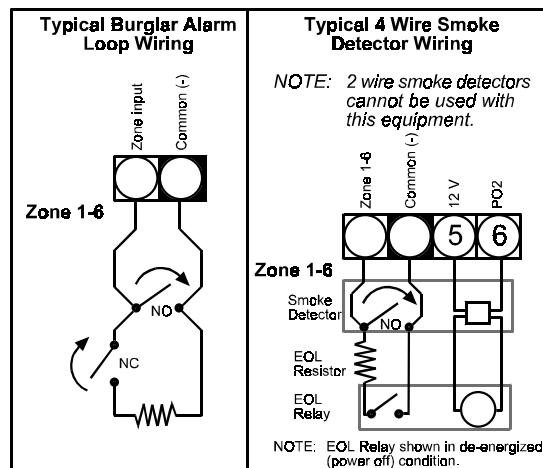 Typical Burglar Alarm
Loop Wiring
Zone input
Common (-)
Zone 1-6
NO
NC
Typical 4 Wire Smoke
Detector Wiring
NOTE: 2 wire smoke detectors
cannot be used with
this equipment.
Zone 1-6
Common (-)
12 V
PO2
5
6
Zone 1-6
Smoke
Detector
NO
EOL
Resistor
EOL
Relay
NOTE: EOL Relay shown in de-energized
(power off) condition.